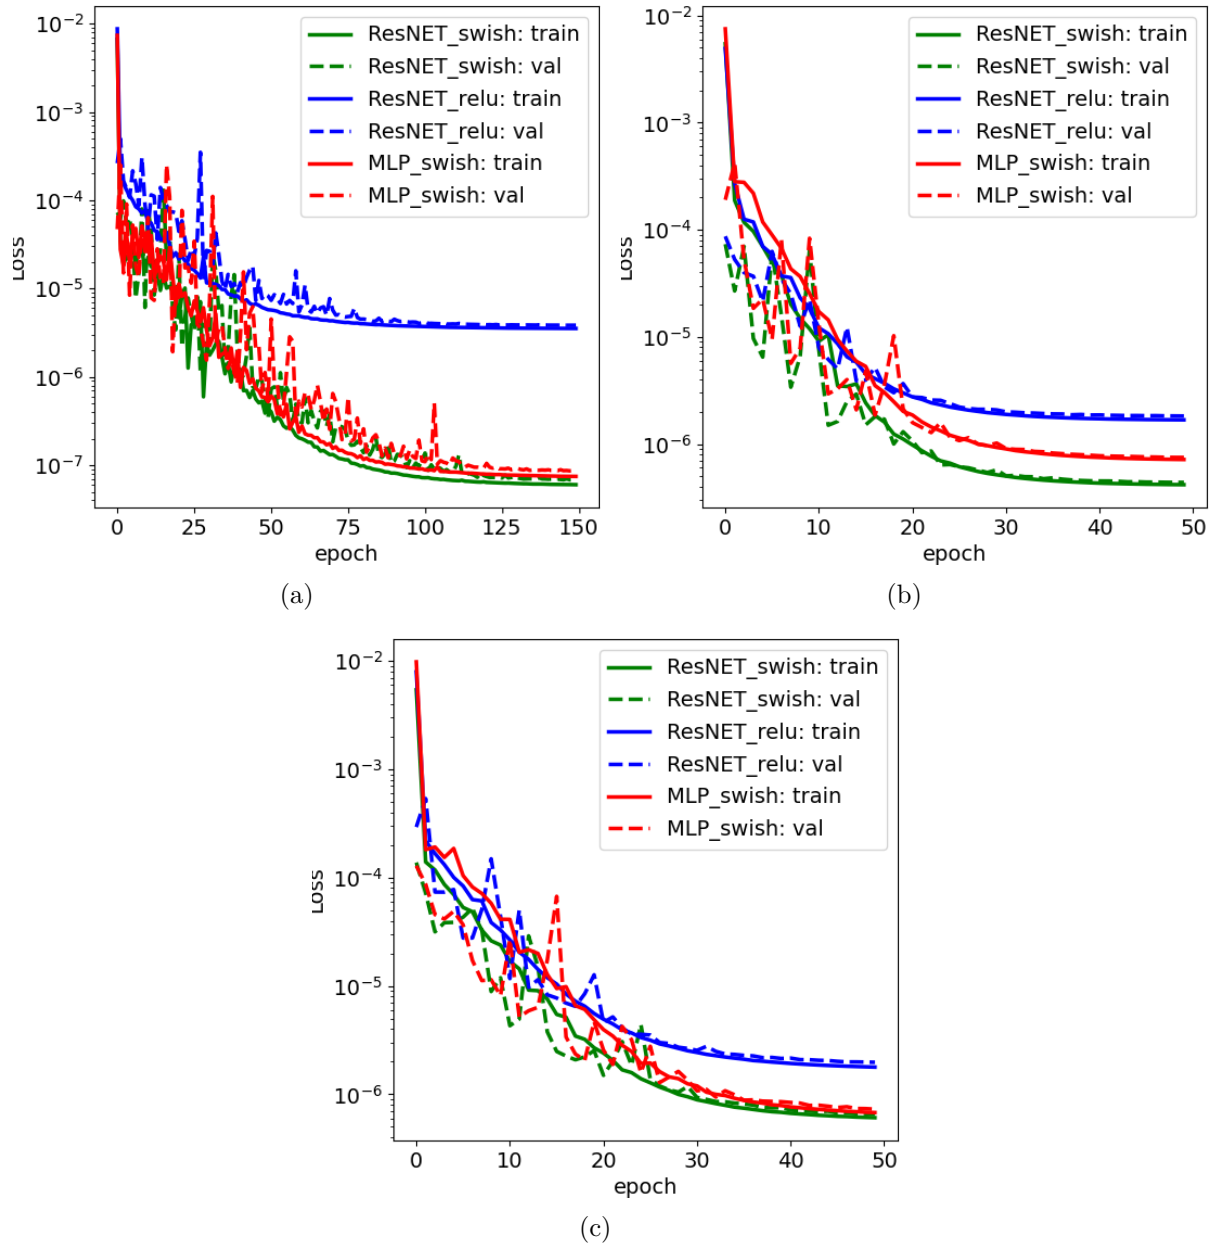 10⁻²
10⁻³
10⁻⁴
10⁻⁵
10⁻⁶
10⁻⁷
Loss
ResNET_swish: train
ResNET_swish: val
ResNET_relu: train
ResNET_relu: val
MLP_swish: train
MLP_swish: val
0 25 50 75 100 125 150
epoch
(a)
10⁻²
10⁻³
10⁻⁴
10⁻⁵
10⁻⁶
Loss
ResNET_swish: train
ResNET_swish: val
ResNET_relu: train
ResNET_relu: val
MLP_swish: train
MLP_swish: val
0 10 20 30 40 50
epoch
(b)
10⁻²
10⁻³
10⁻⁴
10⁻⁵
10⁻⁶
Loss
ResNET_swish: train
ResNET_swish: val
ResNET_relu: train
ResNET_relu: val
MLP_swish: train
MLP_swish: val
0 10 20 30 40 50
epoch
(c)